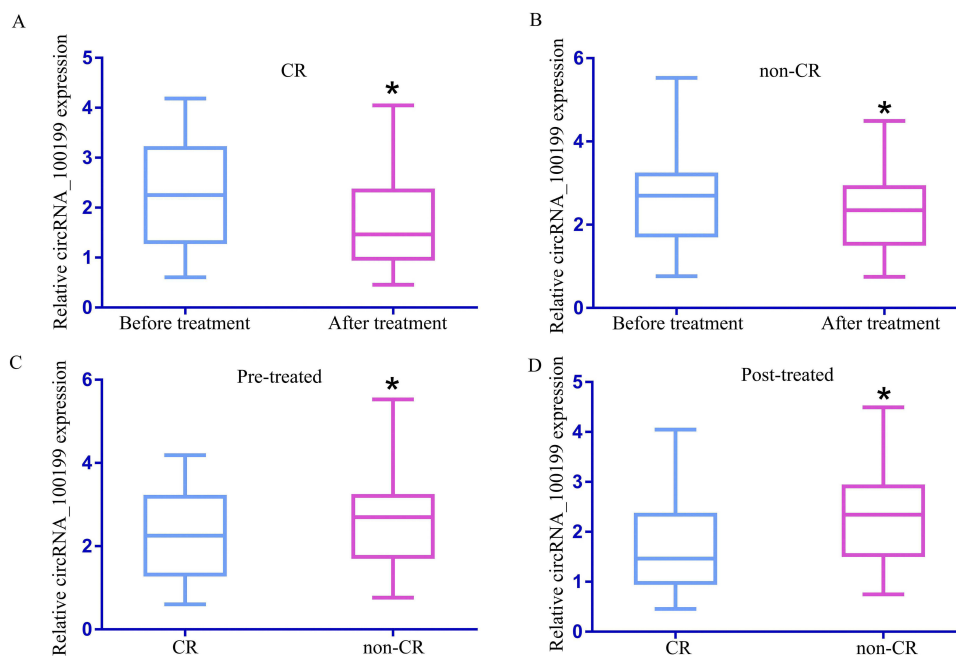 A
Relative circRNA_100199 expression
CR
5
4
3
2
1
0
*
Before treatment
After treatment
B
Relative circRNA_100199 expression
non-CR
6
4
2
0
*
Before treatment
After treatment
C
Relative circRNA_100199 expression
Pre-treated
6
4
2
0
*
CR
non-CR
D
Relative circRNA_100199 expression
Post-treated
5
4
3
2
1
0
*
CR
non-CR